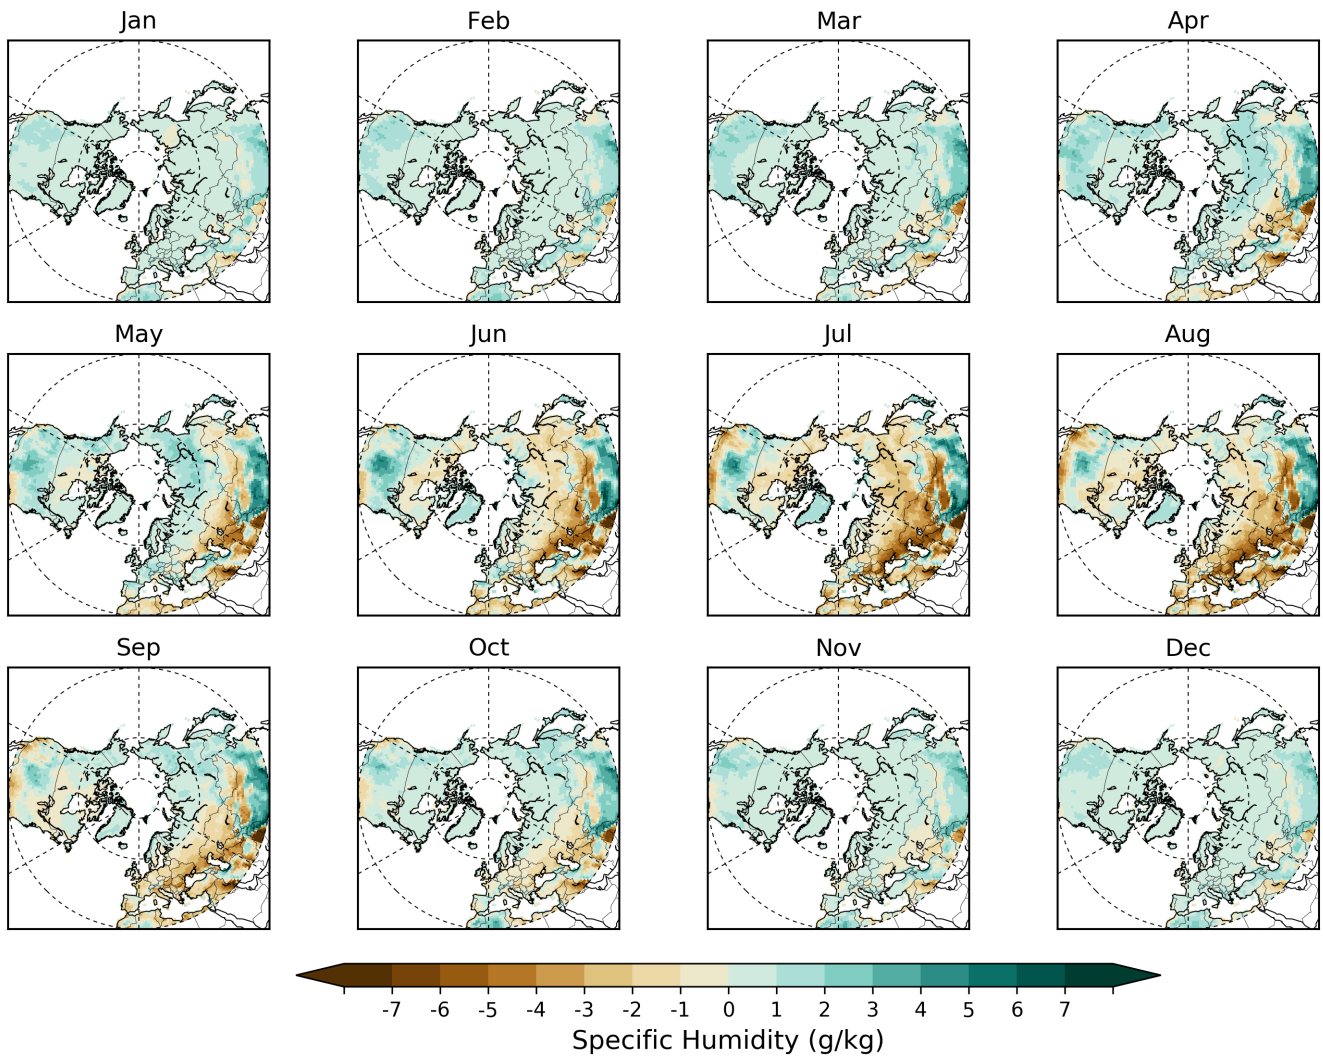 Jan Feb Mar Apr
May Jun Jul Aug
Sep Oct Nov Dec
-7 -6 -5 -4 -3 -2 -1 0 1 2 3 4 5 6 7
Specific Humidity (g/kg)